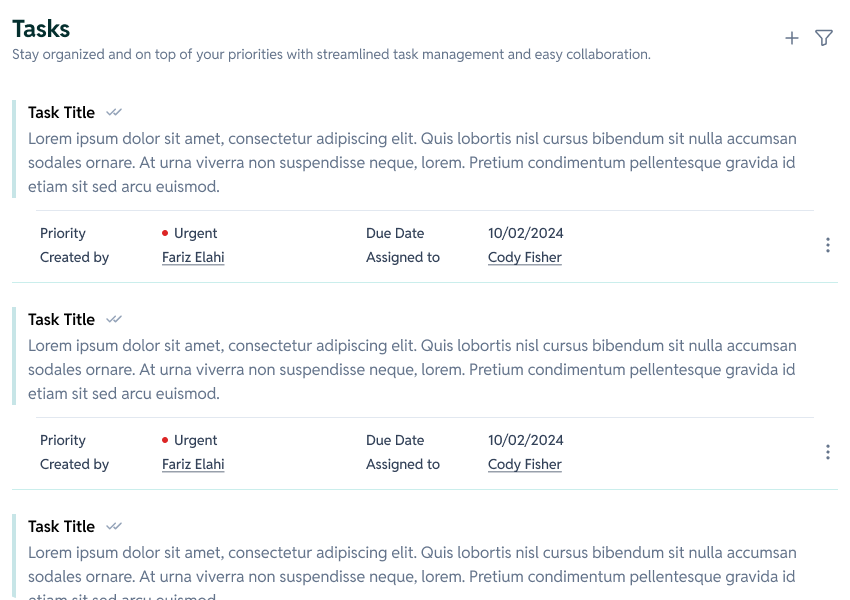 Tasks
Stay organized and on top of your priorities with streamlined task management and easy collaboration.
Task Title
Lorem ipsum dolor sit amet, consectetur adipiscing elit. Quis lobortis nisl cursus bibendum sit nulla accumsan
sodales ornare. At urna viverra non suspendisse neque, lorem. Pretium condimentum pellentesque gravida id
etiam sit sed arcu euismod.
Priority Urgent Due Date 10/02/2024
Created by Fariz Elahi Assigned to Cody Fisher
Task Title
Lorem ipsum dolor sit amet, consectetur adipiscing elit. Quis lobortis nisl cursus bibendum sit nulla accumsan
sodales ornare. At urna viverra non suspendisse neque, lorem. Pretium condimentum pellentesque gravida id
etiam sit sed arcu euismod.
Priority Urgent Due Date 10/02/2024
Created by Fariz Elahi Assigned to Cody Fisher
Task Title
Lorem ipsum dolor sit amet, consectetur adipiscing elit. Quis lobortis nisl cursus bibendum sit nulla accumsan
sodales ornare. At urna viverra non suspendisse neque, lorem. Pretium condimentum pellentesque gravida id
etiam sit sed arcu euismod.